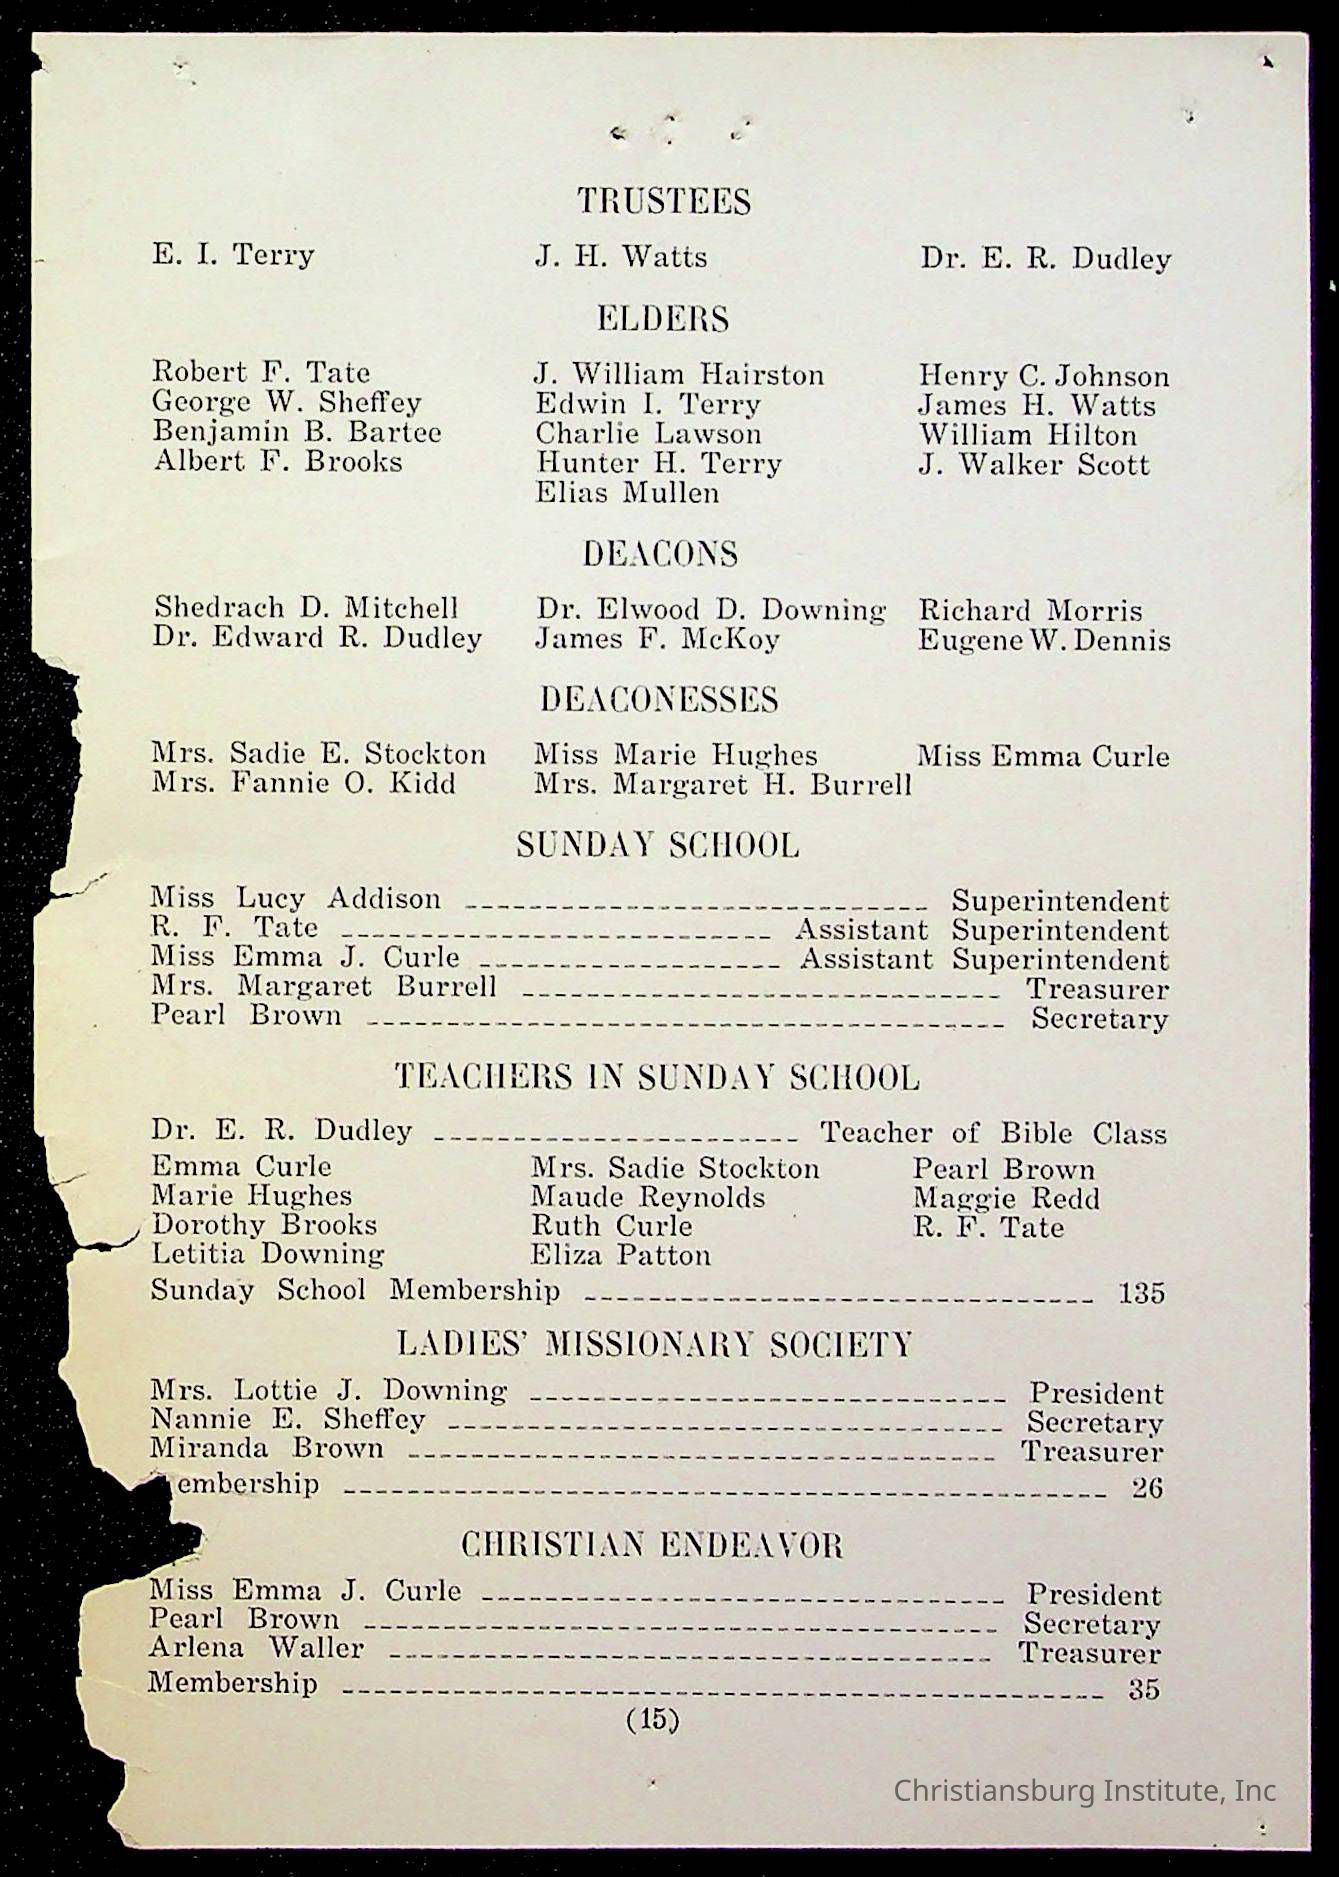 TRUSTEES
E. I. Terry J. H. Watts Dr. E. R. Dudley
ELDERS
Robert F. Tate J. William Hairston Henry C. Johnson
George W. Sheffey Edwin I. Terry James H. Watts
Benjamin B. Bartee Charlie Lawson William Hilton
Albert F. Brooks Hunter H. Terry J. Walker Scott
Elias Mullen
DEACONS
Shedrach D. Mitchell Dr. Elwood D. Downing Richard Morris
Dr. Edward R. Dudley James F. McKoy Eugene W. Dennis
DEACONESSES
Mrs. Sadie E. Stockton Miss Marie Hughes Miss Emma Curle
Mrs. Fannie O. Kidd Mrs. Margaret H. Burrell
SUNDAY SCHOOL
Miss Lucy Addison ---------- Superintendent
R. F. Tate ---------- Assistant Superintendent
Miss Emma J. Curle ---------- Assistant Superintendent
Mrs. Margaret Burrell ---------- Treasurer
Pearl Brown ---------- Secretary
TEACHERS IN SUNDAY SCHOOL
Dr. E. R. Dudley ---------- Teacher of Bible Class
Emma Curle Mrs. Sadie Stockton Pearl Brown
Marie Hughes Maude Reynolds Maggie Redd
Dorothy Brooks Ruth Curle R. F. Tate
Letitia Downing Eliza Patton
Sunday School Membership ---------- 135
LADIES' MISSIONARY SOCIETY
Mrs. Lottie J. Downing ---------- President
Nannie E. Sheffey ---------- Secretary
Miranda Brown ---------- Treasurer
embership ---------- 26
CHRISTIAN ENDEAVOR
Miss Emma J. Curle ---------- President
Pearl Brown ---------- Secretary
Arlena Waller ---------- Treasurer
Membership ---------- 35
(15)
Christiansburg Institute, Inc